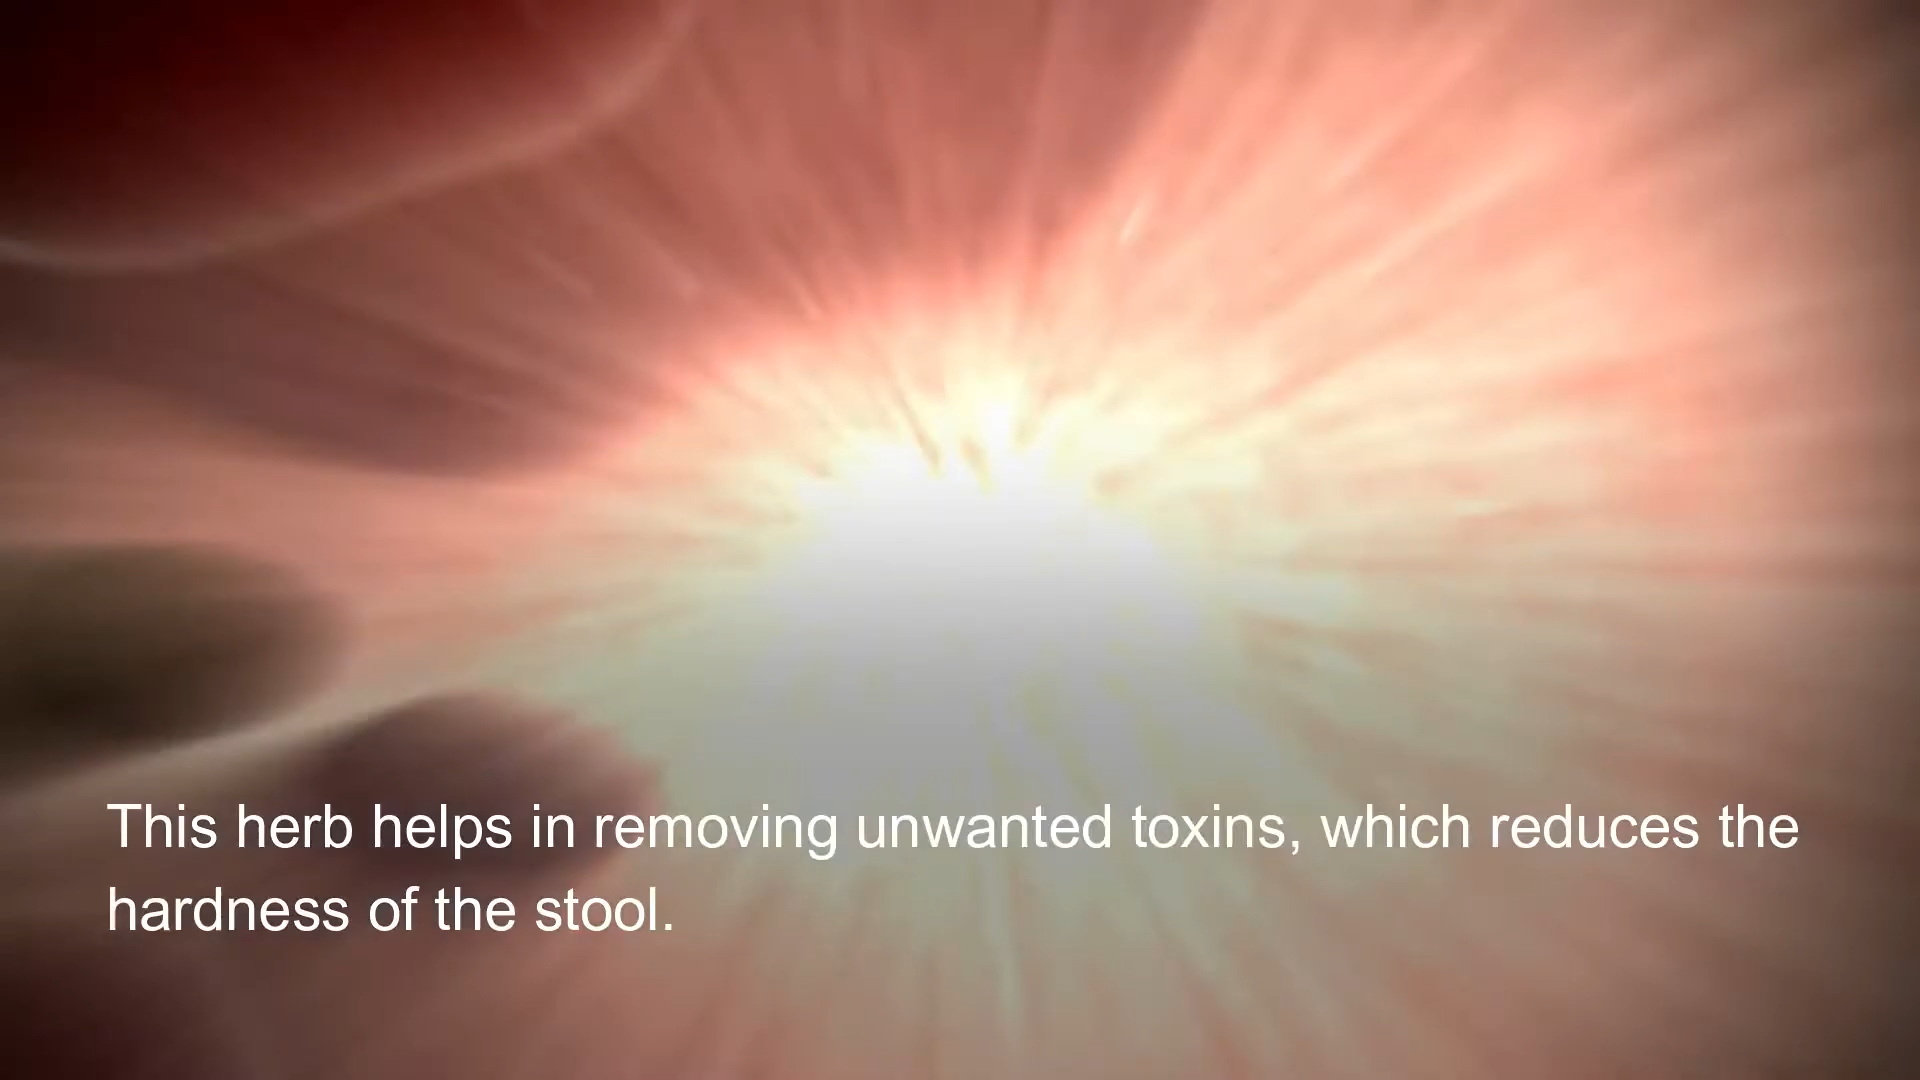 This herb helps in removing unwanted toxins, which reduces the
hardness of the stool.